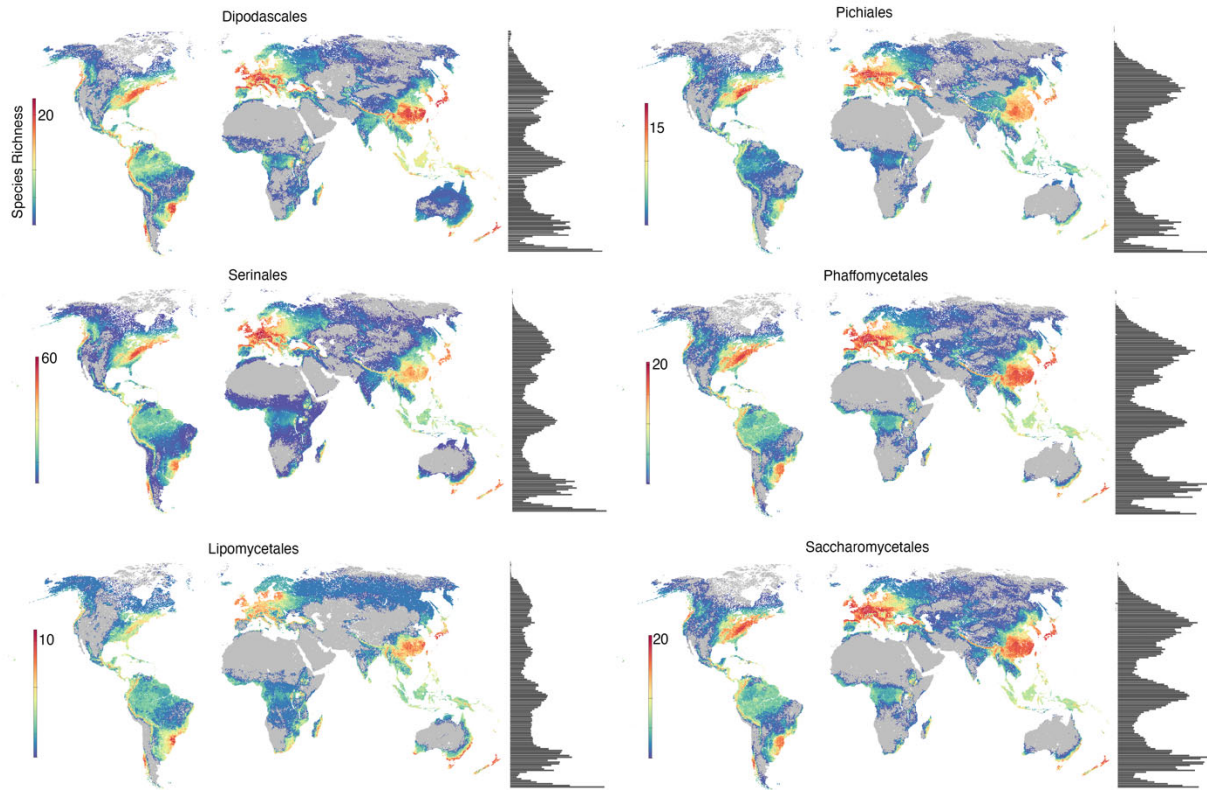 Dipodascales
Pichiales
Species Richness
20
15
Serinales
Phaffomycetales
60
20
Lipomycetales
Saccharomycetales
10
20